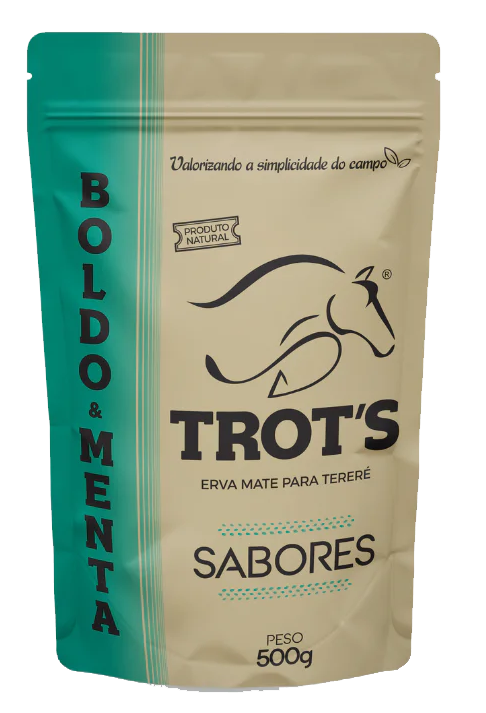 Valorizando a simplicidade do campo
PRODUTO
NATURAL
®
TROT'S
ERVA MATE PARA TERERÉ
SABORES
PESO
500g
BOLDO & MENTA